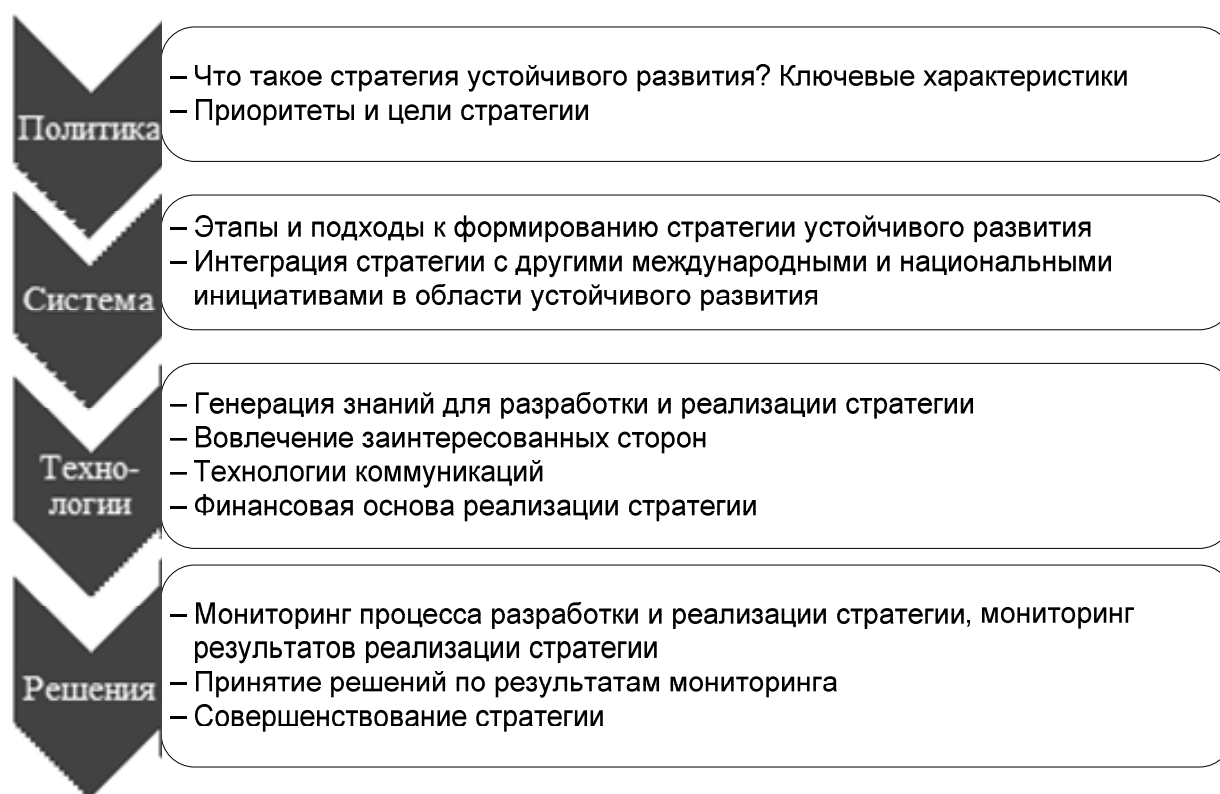 Политика
– Что такое стратегия устойчивого развития? Ключевые характеристики
– Приоритеты и цели стратегии
Система
– Этапы и подходы к формированию стратегии устойчивого развития
– Интеграция стратегии с другими международными и национальными
инициативами в области устойчивого развития
Техно-
логии
– Генерация знаний для разработки и реализации стратегии
– Вовлечение заинтересованных сторон
– Технологии коммуникаций
– Финансовая основа реализации стратегии
Решения
– Мониторинг процесса разработки и реализации стратегии, мониторинг
результатов реализации стратегии
– Принятие решений по результатам мониторинга
– Совершенствование стратегии